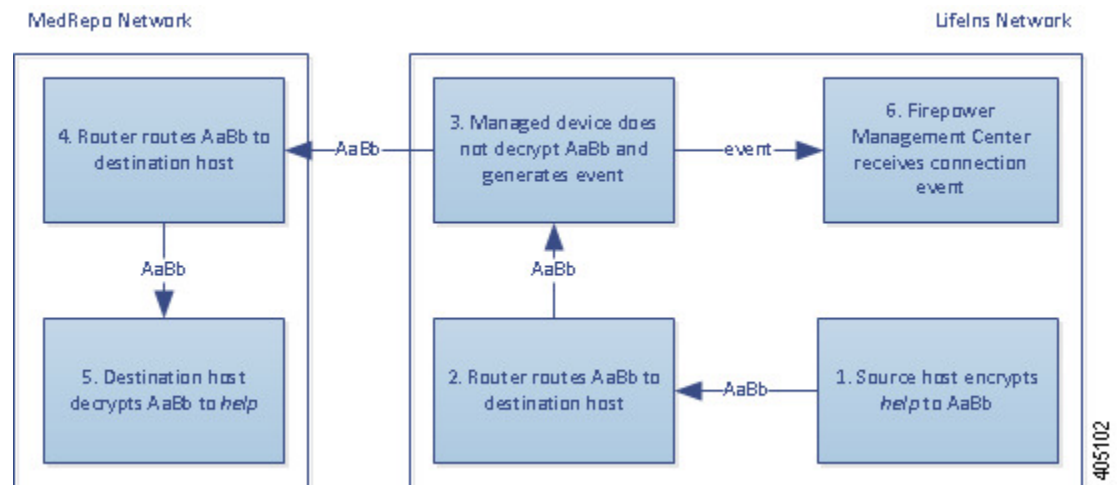 MedRepo Network
LifeIns Network
4. Router routes AaBb to
destination host
AaBb
3. Managed device does
not decrypt AaBb and
generates event
event
6. Firepower
Management Center
receives connection
event
AaBb
AaBb
5. Destination host
decrypts AaBb to help
2. Router routes AaBb to
destination host
AaBb
1. Source host encrypts
help to AaBb
405102